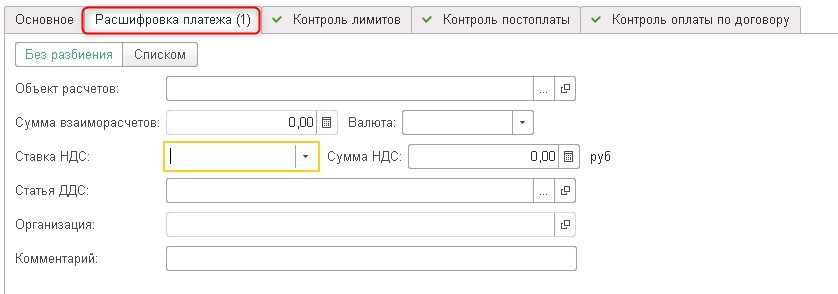 Основное Расшифровка платежа (1) Контроль лимитов Контроль постоплаты Контроль оплаты по договору
Без разбиения Списком
Объект расчетов: ...
Сумма взаиморасчетов: 0,00 Валюта:
Ставка НДС: Сумма НДС: 0,00 руб
Статья ДДС: ...
Организация:
Комментарий: